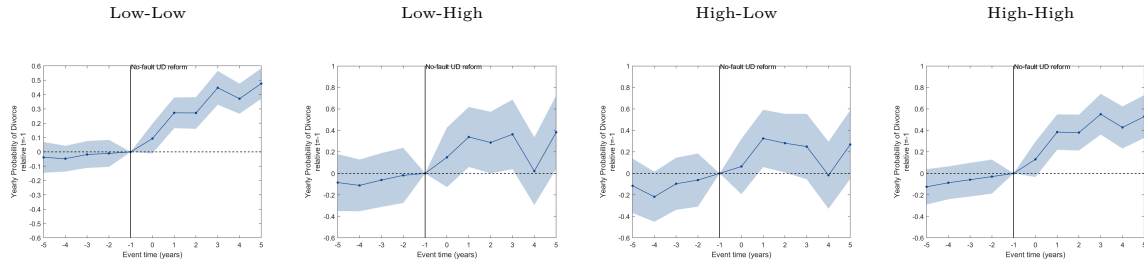 Low-Low
Low-High
High-Low
High-High
No-fault UD reform
Yearly Probability of Divorce
relative t=-1
0.6
0.5
0.4
0.3
0.2
0.1
0
-0.1
-0.2
-0.3
-0.4
-0.5
-0.6
-5 -4 -3 -2 -1 0 1 2 3 4 5
Event time (years)
No-fault UD reform
Yearly Probability of Divorce
relative t=-1
1
0.8
0.6
0.4
0.2
0
-0.2
-0.4
-0.6
-5 -4 -3 -2 -1 0 1 2 3 4 5
Event time (years)
No-fault UD reform
Yearly Probability of Divorce
relative t=-1
1
0.8
0.6
0.4
0.2
0
-0.2
-0.4
-0.6
-5 -4 -3 -2 -1 0 1 2 3 4 5
Event time (years)
No-fault UD reform
Yearly Probability of Divorce
relative t=-1
1
0.8
0.6
0.4
0.2
0
-0.2
-0.4
-0.6
-5 -4 -3 -2 -1 0 1 2 3 4 5
Event time (years)